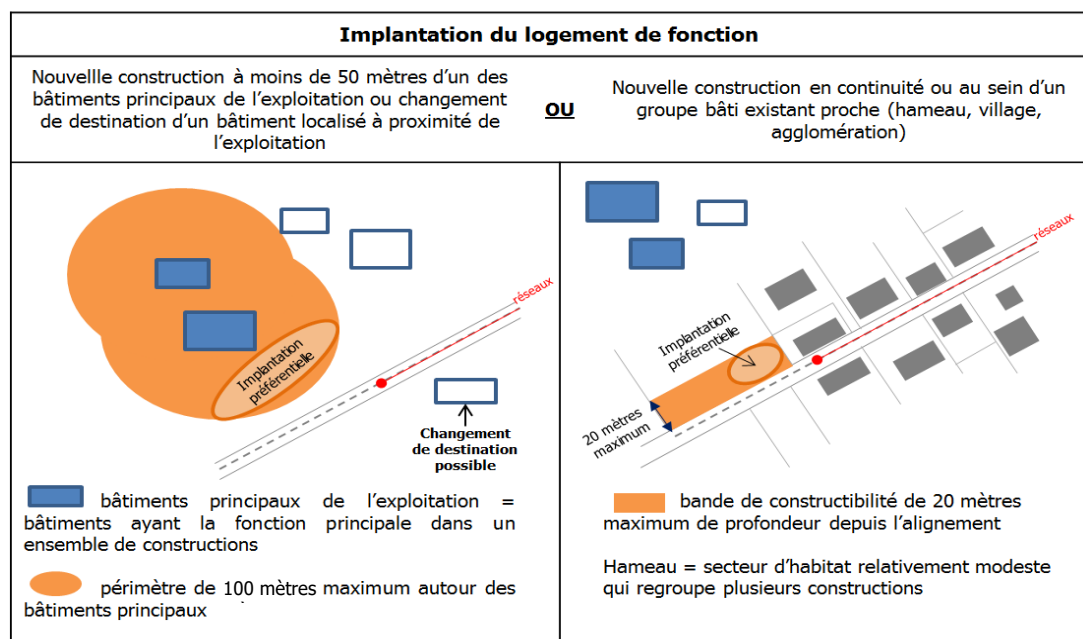 Implantation du logement de fonction
Nouvellle construction à moins de 50 mètres d'un des
bâtiments principaux de l'exploitation ou changement
de destination d'un bâtiment localisé à proximité de
l'exploitation
OU
Nouvelle construction en continuité ou au sein d'un
groupe bâti existant proche (hameau, village,
agglomération)
réseaux
Implantation
préférentielle
Changement
de destination
possible
bâtiments principaux de l'exploitation =
bâtiments ayant la fonction principale dans un
ensemble de constructions
périmètre de 100 mètres maximum autour des
bâtiments principaux
réseaux
Implantation
préférentielle
20 mètres
maximum
bande de constructibilité de 20 mètres
maximum de profondeur depuis l'alignement
Hameau = secteur d'habitat relativement modeste
qui regroupe plusieurs constructions